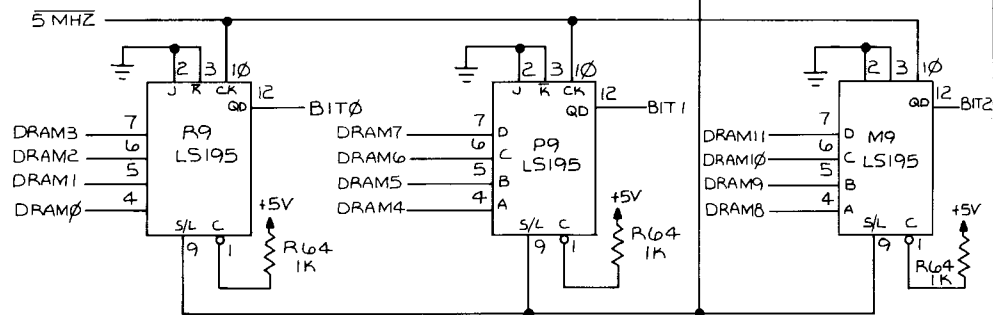 5 MHZ
2 3 1Ø
J K CK
QD
12
BITØ
R9
LS195
DRAM3 7
DRAM2 6
DRAM1 5
DRAMØ 4
S/L C
9 1
+5V
R64
1K
2 3 1Ø
J K CK
QD
12
BIT1
P9
LS195
DRAM7 7 D
DRAM6 6 C
DRAM5 5 B
DRAM4 4 A
S/L C
9 1
+5V
R64
1K
2 3 1Ø
QD
12
BIT2
M9
LS195
DRAM11 7 D
DRAM1Ø 6 C
DRAM9 5 B
DRAM8 4 A
S/L C
9 1
+5V
R64
1K